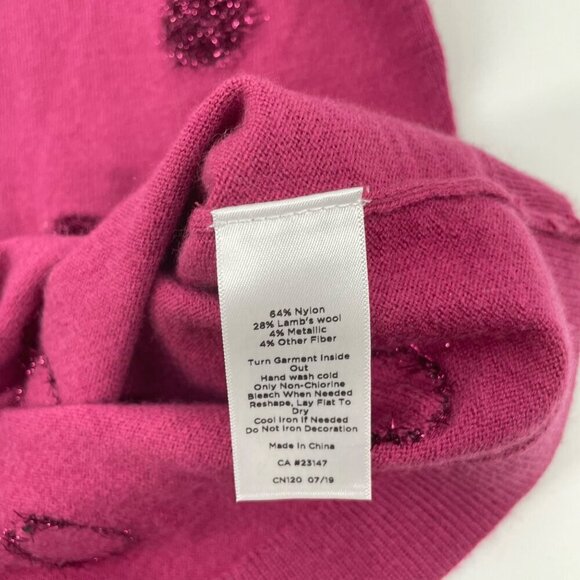 64% Nylon
28% Lamb's wool
4% Metallic
4% Other Fiber
Turn Garment Inside
Out
Hand wash cold
Only Non-Chlorine
Bleach When Needed
Reshape, Lay Flat To
Dry
Cool Iron If Needed
Do Not Iron Decoration
Made in China
CA #23147
CN120 07/19